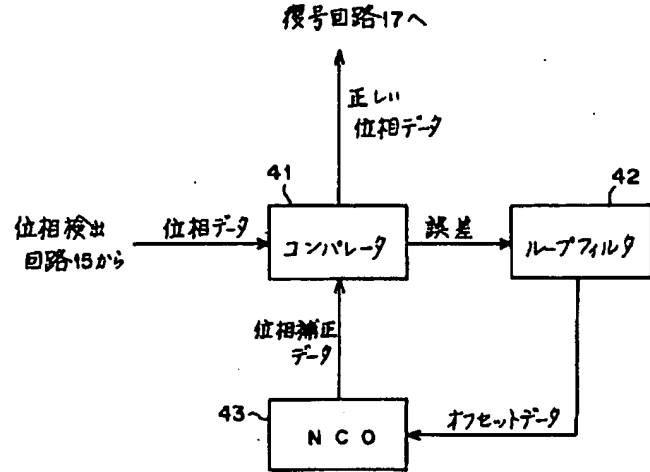 復号回路17へ
正しい
位相データ
41
42
位相検出
回路15から
位相データ
コンパレータ
誤差
ループフィルタ
位相補正
データ
43
NCO
オフセットデータ